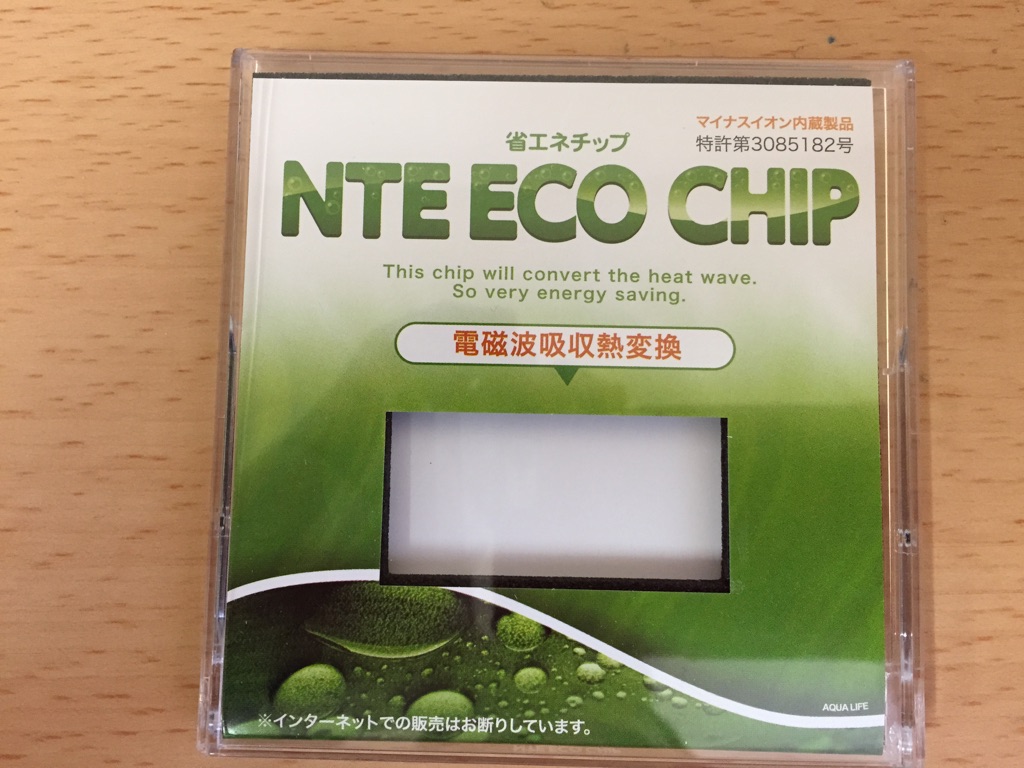 マイナスイオン内蔵製品
特許第3085182号
省エネチップ
NTE ECO CHIP
This chip will convert the heat wave.
So very energy saving.
電磁波吸収熱変換
AQUA LIFE
※インターネットでの販売はお断りしています。